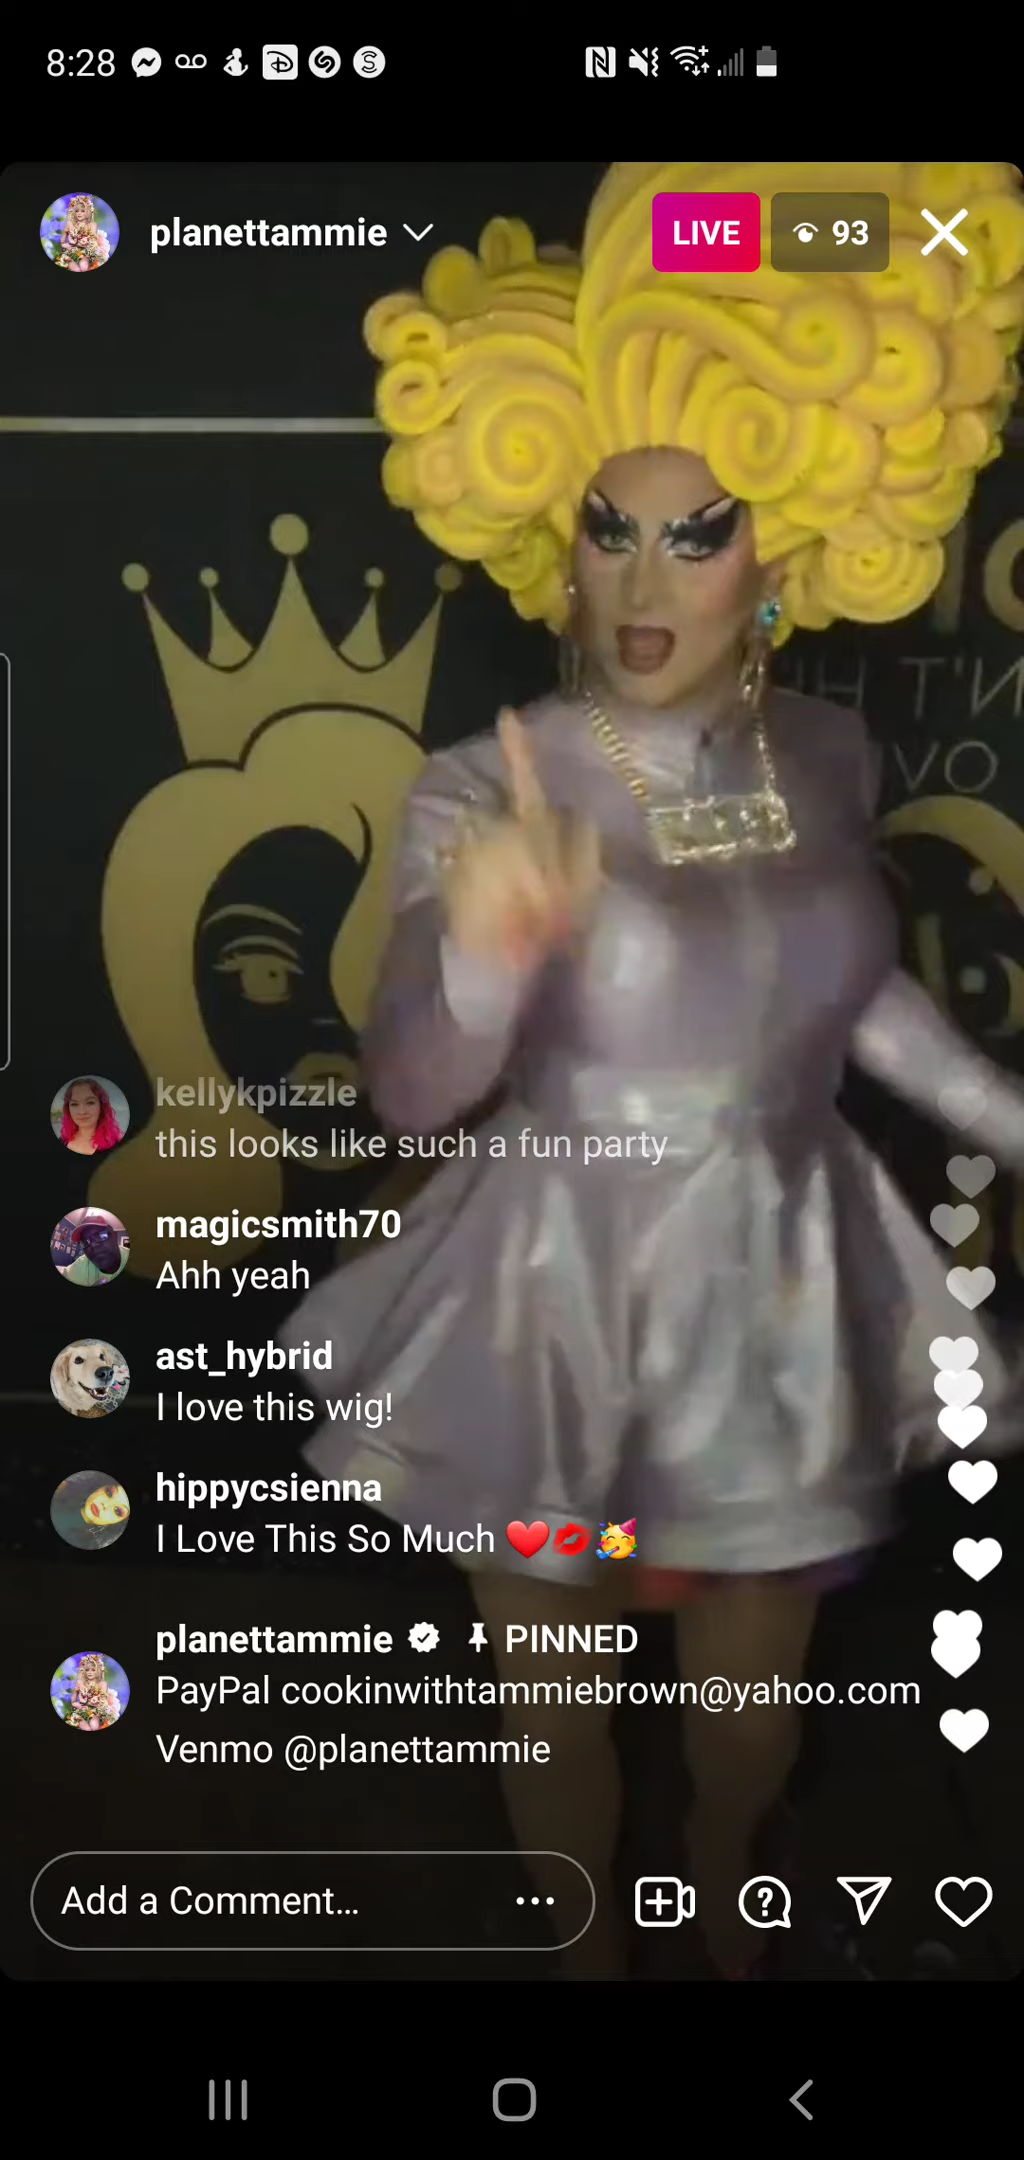 8:28
planettammie
LIVE
93
kellykpizzle
this looks like such a fun party
magicsmith70
Ahh yeah
ast_hybrid
I love this wig!
hippycsienna
I Love This So Much ❤️💋🥳
planettammie PINNED
PayPal cookinwithtammiebrown@yahoo.com
Venmo @planettammie
Add a Comment...